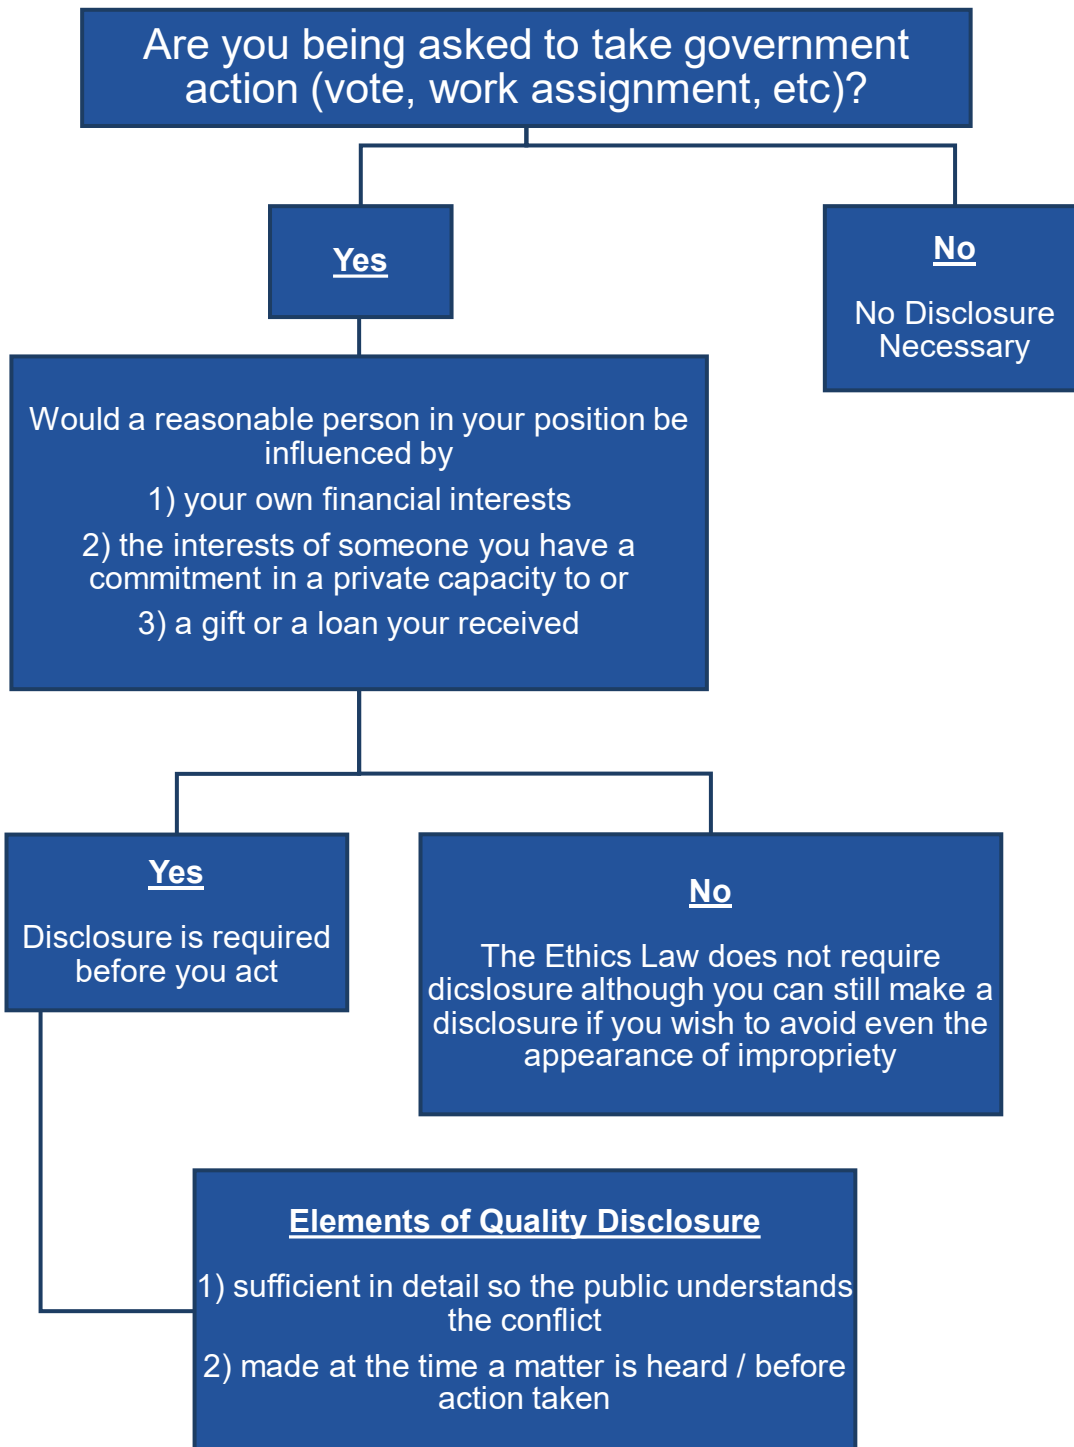 Are you being asked to take government
action (vote, work assignment, etc)?
Yes
No
No Disclosure
Necessary
Would a reasonable person in your position be
influenced by
1) your own financial interests
2) the interests of someone you have a
commitment in a private capacity to or
3) a gift or a loan your received
Yes
Disclosure is required
before you act
No
The Ethics Law does not require
dicslosure although you can still make a
disclosure if you wish to avoid even the
appearance of impropriety
Elements of Quality Disclosure
1) sufficient in detail so the public understands
the conflict
2) made at the time a matter is heard / before
action taken